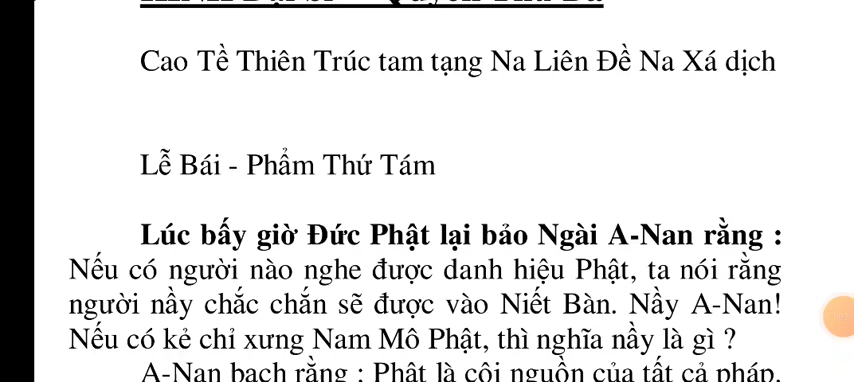 Cao Tề Thiên Trúc tam tạng Na Liên Đề Na Xá dịch
Lễ Bái - Phẩm Thứ Tám
Lúc bấy giờ Đức Phật lại bảo Ngài A-Nan rằng :
Nếu có người nào nghe được danh hiệu Phật, ta nói rằng
người nầy chắc chắn sẽ được vào Niết Bàn. Nầy A-Nan!
Nếu có kẻ chỉ xưng Nam Mô Phật, thì nghĩa nầy là gì ?
A-Nan bạch rằng : Phật là cội nguồn của tất cả pháp.